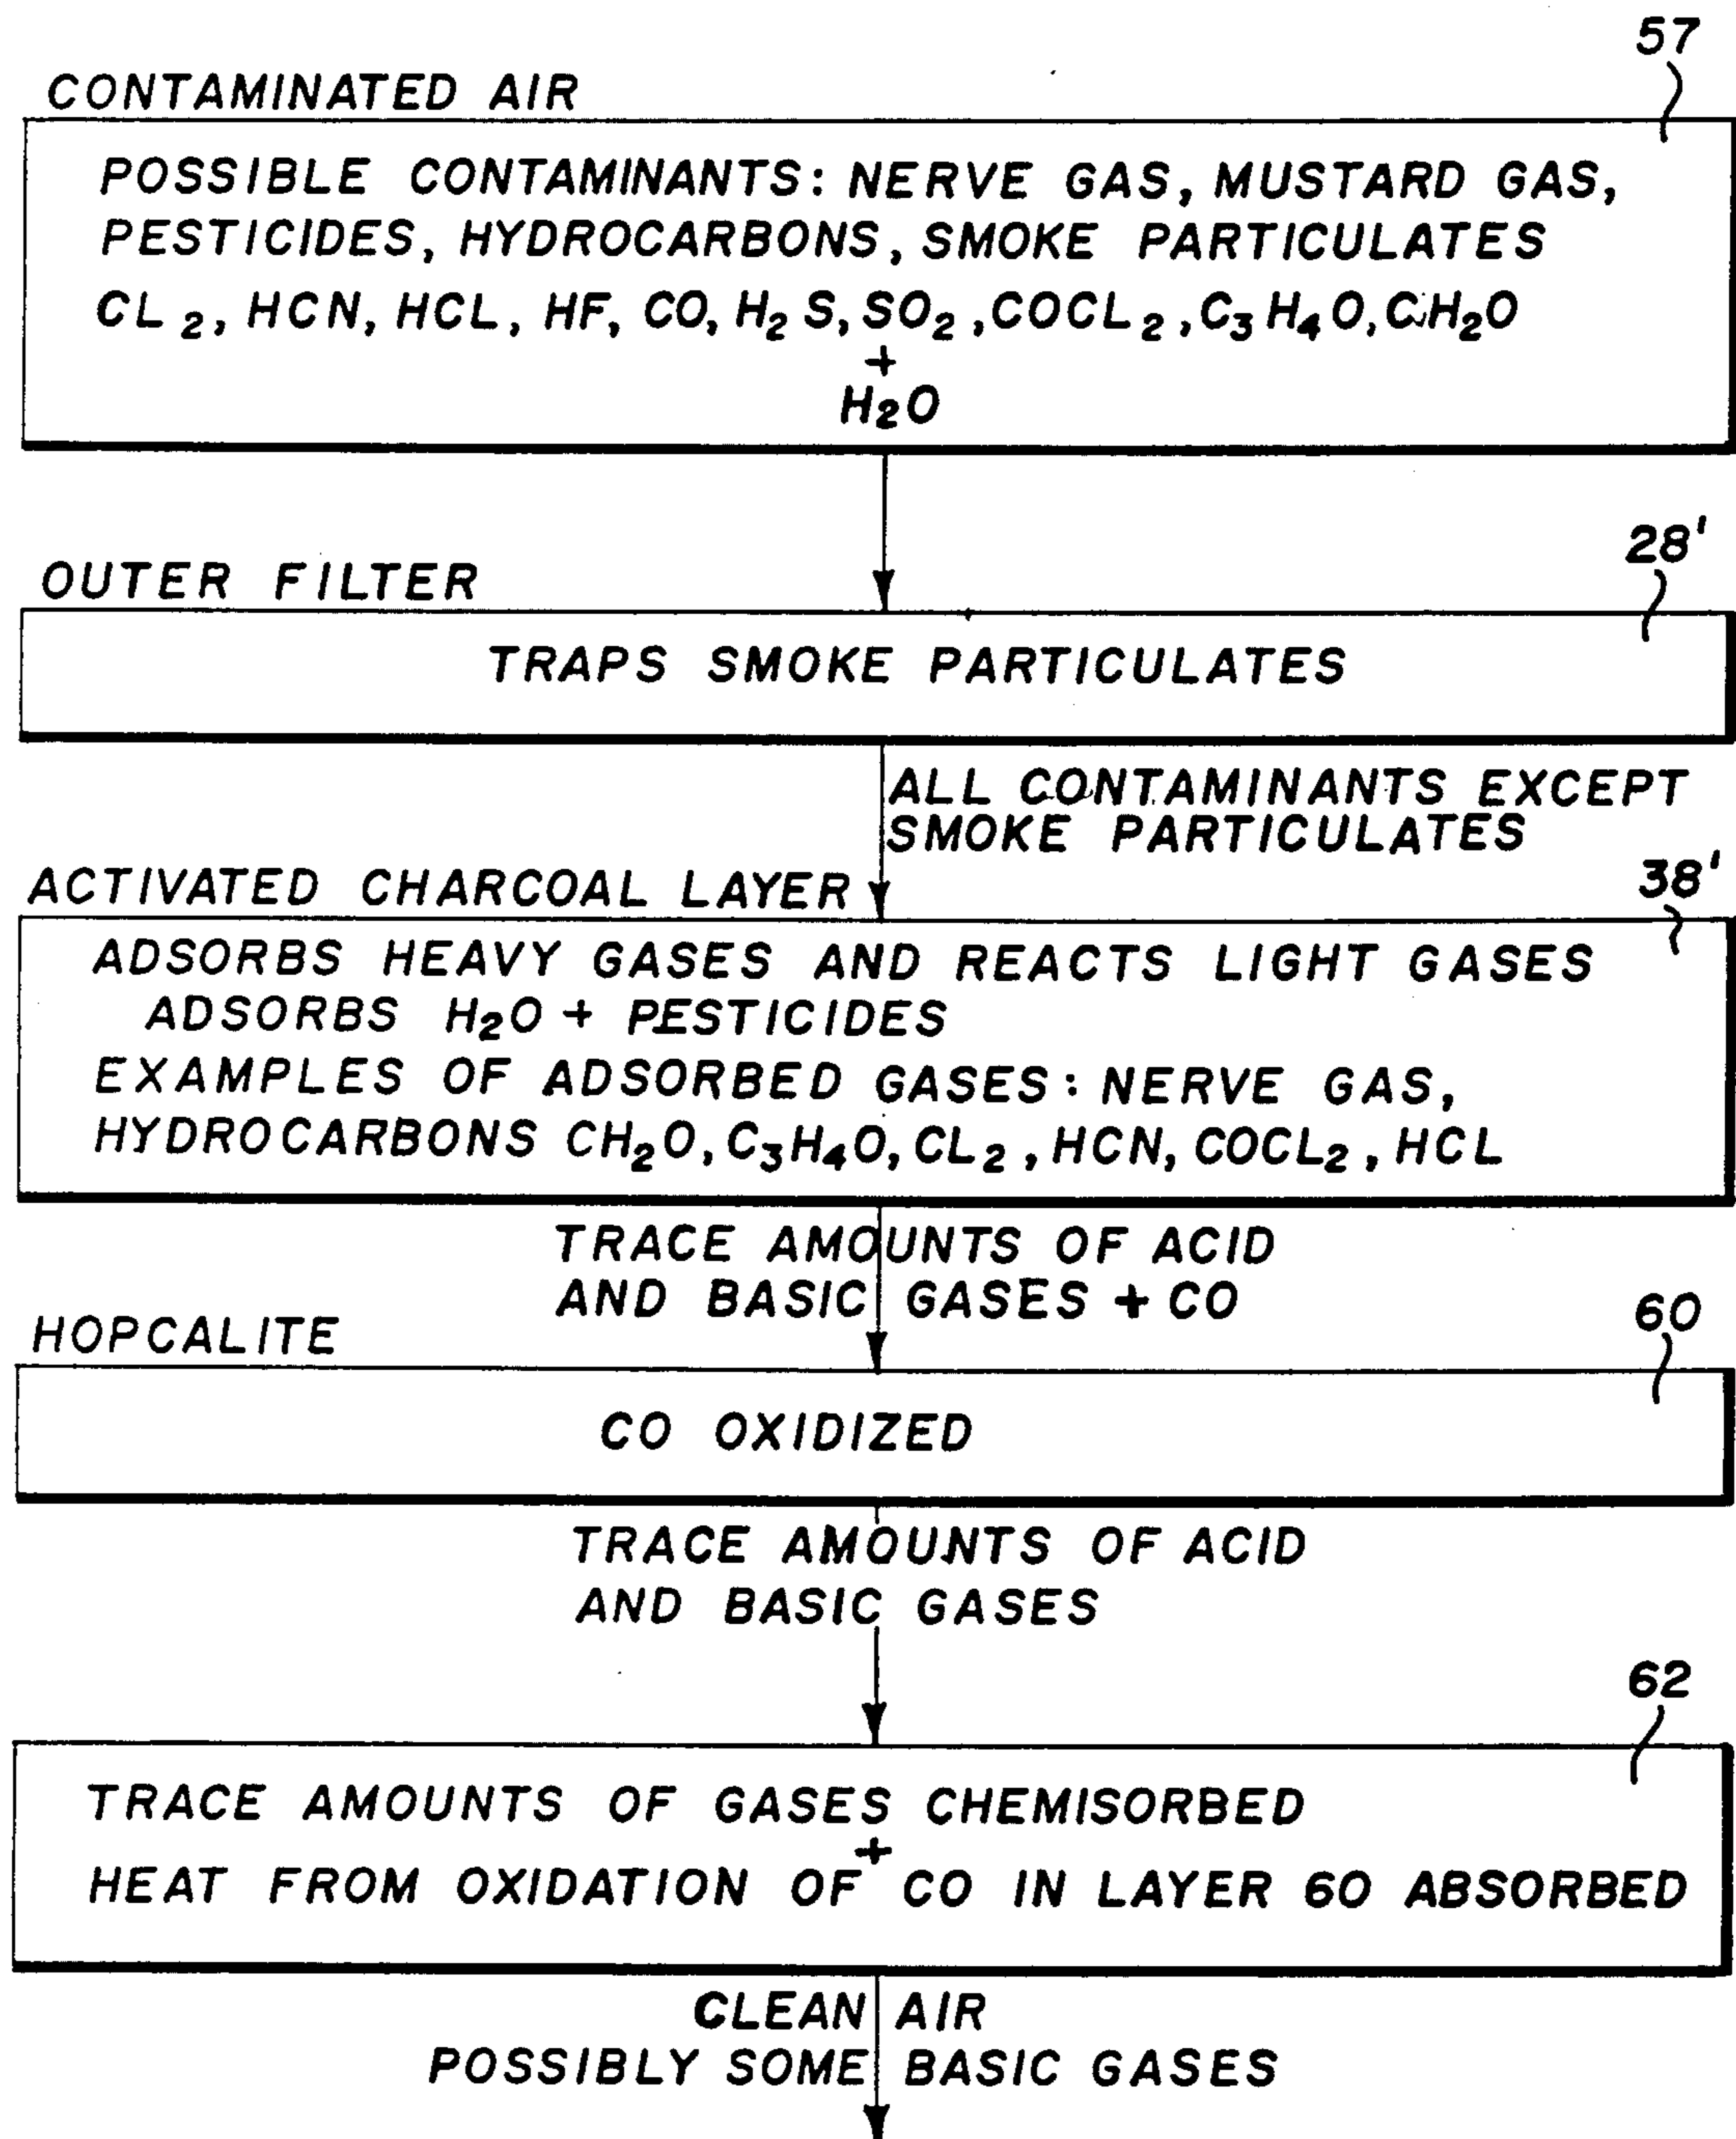 57
CONTAMINATED AIR
POSSIBLE CONTAMINANTS: NERVE GAS, MUSTARD GAS,
PESTICIDES, HYDROCARBONS, SMOKE PARTICULATES
CL₂, HCN, HCL, HF, CO, H₂S, SO₂, COCL₂, C₃H₄O, CH₂O
+
H₂O
28'
OUTER FILTER
TRAPS SMOKE PARTICULATES
ALL CONTAMINANTS EXCEPT
SMOKE PARTICULATES
38'
ACTIVATED CHARCOAL LAYER
ADSORBS HEAVY GASES AND REACTS LIGHT GASES
ADSORBS H₂O + PESTICIDES
EXAMPLES OF ADSORBED GASES: NERVE GAS,
HYDROCARBONS CH₂O, C₃H₄O, CL₂, HCN, COCL₂, HCL
TRACE AMOUNTS OF ACID
AND BASIC GASES + CO
60
HOPCALITE
CO OXIDIZED
TRACE AMOUNTS OF ACID
AND BASIC GASES
62
TRACE AMOUNTS OF GASES CHEMISORBED
+
HEAT FROM OXIDATION OF CO IN LAYER 60 ABSORBED
CLEAN AIR
POSSIBLY SOME BASIC GASES